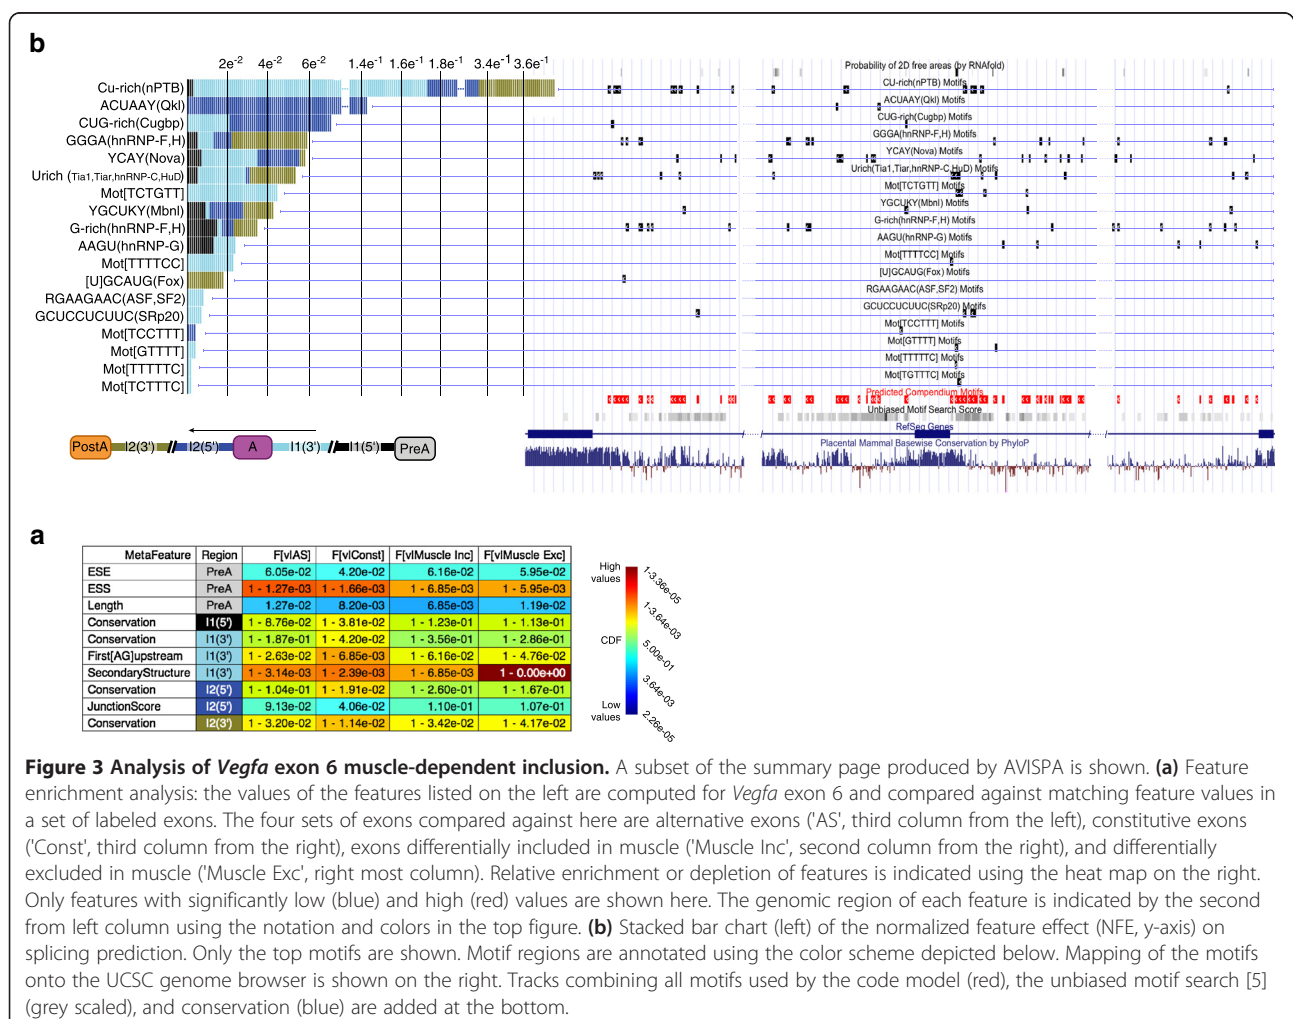 b
2e-2 4e-2 6e-2 1.4e-1 1.6e-1 1.8e-1 3.4e-1 3.6e-1
Cu-rich(nPTB)
ACUAAY(Qkl)
CUG-rich(Cugbp)
GGGA(hnRNP-F,H)
YCAY(Nova)
Urich (Tia1,Tiar,hnRNP-C,HuD)
Mot[TCTGTT]
YGCUKY(Mbnl)
G-rich(hnRNP-F,H)
AAGU(hnRNP-G)
Mot[TTTTCC]
[U]GCAUG(Fox)
RGAAGAAC(ASF,SF2)
GCUCCUCUUC(SRp20)
Mot[TCCTTT]
Mot[GTTTT]
Mot[TTTTTC]
Mot[TCTTTC]
Probability of 2D free areas (by RNAfold)
CU-rich(nPTB) Motifs
ACUAAY(Qkl) Motifs
CUG-rich(Cugbp) Motifs
GGGA(hnRNP-F,H) Motifs
YCAY(Nova) Motifs
Urich(Tia1,Tiar,hnRNP-C,HuD) Motifs
Mot[TCTGTT] Motifs
YGCUKY(Mbnl) Motifs
G-rich(hnRNP-F,H) Motifs
AAGU(hnRNP-G) Motifs
Mot[TTTTCC] Motifs
[U]GCAUG(Fox) Motifs
RGAAGAAC(ASF,SF2) Motifs
GCUCCUCUUC(SRp20) Motifs
Mot[TCCTTT] Motifs
Mot[GTTTT] Motifs
Mot[TTTTTC] Motifs
Mot[TGTTTC] Motifs
Predicted Compendium Motifs
Unbiased Motif Search Score
RefSeq Genes
Placental Mammal Basewise Conservation by PhyloP
PostA I2(3') I2(5') A I1(3') I1(5') PreA
a
MetaFeature Region F[vlAS] F[vlConst] F[vlMuscle Inc] F[vlMuscle Exc]
ESE PreA 6.05e-02 4.20e-02 6.16e-02 5.95e-02
ESS PreA 1 - 1.27e-03 1 - 1.66e-03 1 - 6.85e-03 1 - 5.95e-03
Length PreA 1.27e-02 8.20e-03 6.85e-03 1.19e-02
Conservation I1(5') 1 - 8.76e-02 1 - 3.81e-02 1 - 1.23e-01 1 - 1.13e-01
Conservation I1(3') 1 - 1.87e-01 1 - 4.20e-02 1 - 3.56e-01 1 - 2.86e-01
First[AG]upstream I1(3') 1 - 2.63e-02 1 - 6.85e-03 1 - 6.16e-02 1 - 4.76e-02
SecondaryStructure I1(3') 1 - 3.14e-03 1 - 2.39e-03 1 - 6.85e-03 1 - 0.00e+00
Conservation I2(5') 1 - 1.04e-01 1 - 1.91e-02 1 - 2.60e-01 1 - 1.67e-01
JunctionScore I2(5') 9.13e-02 4.06e-02 1.10e-01 1.07e-01
Conservation I2(3') 1 - 3.20e-02 1 - 1.14e-02 1 - 3.42e-02 1 - 4.17e-02
High values
CDF
Low values
1-3.36e-05
1-3.64e-03
5.00e-01
3.64e-03
2.26e-05
Figure 3 Analysis of Vegfa exon 6 muscle-dependent inclusion. A subset of the summary page produced by AVISPA is shown. (a) Feature
enrichment analysis: the values of the features listed on the left are computed for Vegfa exon 6 and compared against matching feature values in
a set of labeled exons. The four sets of exons compared against here are alternative exons ('AS', third column from the left), constitutive exons
('Const', third column from the right), exons differentially included in muscle ('Muscle Inc', second column from the right), and differentially
excluded in muscle ('Muscle Exc', right most column). Relative enrichment or depletion of features is indicated using the heat map on the right.
Only features with significantly low (blue) and high (red) values are shown here. The genomic region of each feature is indicated by the second
from left column using the notation and colors in the top figure. (b) Stacked bar chart (left) of the normalized feature effect (NFE, y-axis) on
splicing prediction. Only the top motifs are shown. Motif regions are annotated using the color scheme depicted below. Mapping of the motifs
onto the UCSC genome browser is shown on the right. Tracks combining all motifs used by the code model (red), the unbiased motif search [5]
(grey scaled), and conservation (blue) are added at the bottom.